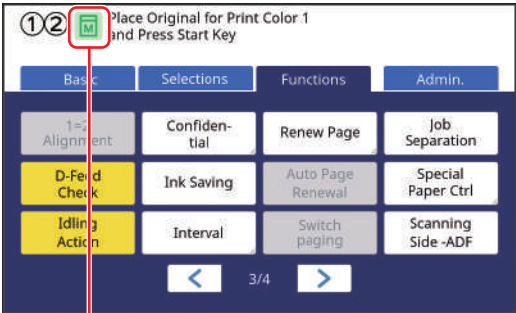 ①② M Place Original for Print Color 1
and Press Start Key
Basic Selections Functions Admin.
1=2
Alignment
Confiden-
tial
Renew Page
Job
Separation
D-Feed
Check
Ink Saving
Auto Page
Renewal
Special
Paper Ctrl
Idling
Action
Interval
Switch
paging
Scanning
Side -ADF
< 3/4 >